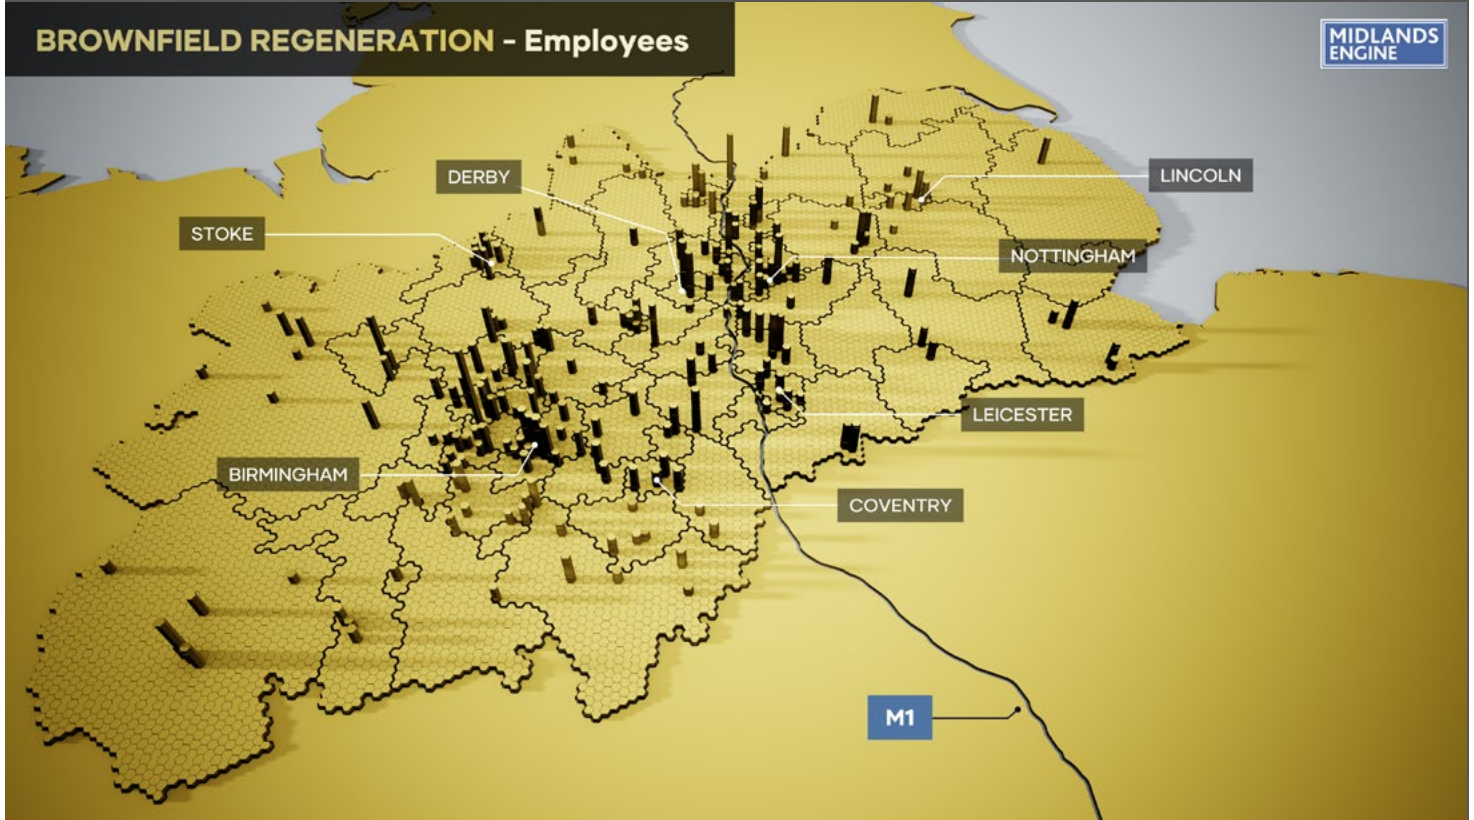 BROWNFIELD REGENERATION - Employees
MIDLANDS
ENGINE
DERBY
LINCOLN
STOKE
NOTTINGHAM
LEICESTER
BIRMINGHAM
COVENTRY
M1